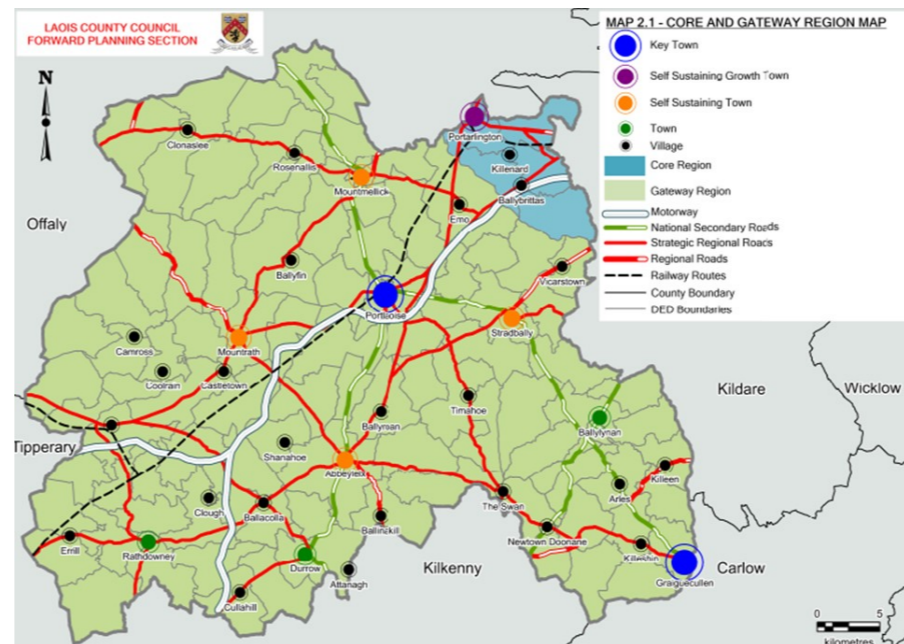 LAOIS COUNTY COUNCIL
FORWARD PLANNING SECTION
MAP 2.1 - CORE AND GATEWAY REGION MAP
Key Town
Self Sustaining Growth Town
Self Sustaining Town
Town
Village
Core Region
Gateway Region
Motorway
National Secondary Roads
Strategic Regional Roads
Regional Roads
Railway Routes
County Boundary
DED Boundaries
N
Portarlington
Clonaslee
Rosenallis
Killenard
Mountmellick
Ballybrittas
Emo
Offaly
Ballyfin
Vicarstown
Portlaoise
Stradbally
Camross
Mountrath
Coolrain
Castletown
Kildare
Wicklow
Timahoe
Ballyroan
Ballylynan
Tipperary
Shanahoe
Abbeyleix
Killeen
Arles
The Swan
Clough
Ballacolla
Ballinakill
Newtown Doonane
Errill
Rathdowney
Killeshin
Durrow
Attanagh
Kilkenny
Graiguecullen
Carlow
Cullahill
0 5
kilometres